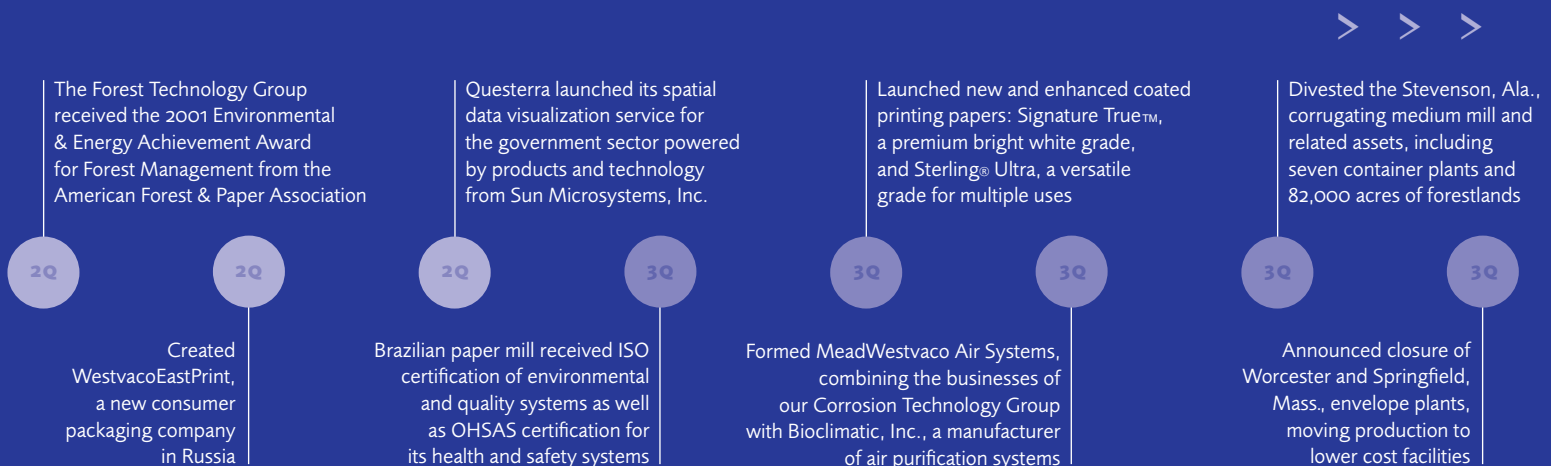 > > >
The Forest Technology Group
received the 2001 Environmental
& Energy Achievement Award
for Forest Management from the
American Forest & Paper Association
Questerra launched its spatial
data visualization service for
the government sector powered
by products and technology
from Sun Microsystems, Inc.
Launched new and enhanced coated
printing papers: Signature True™,
a premium bright white grade,
and Sterling® Ultra, a versatile
grade for multiple uses
Divested the Stevenson, Ala.,
corrugating medium mill and
related assets, including
seven container plants and
82,000 acres of forestlands
2Q 2Q 2Q 3Q 3Q 3Q 3Q 3Q
Created
WestvacoEastPrint,
a new consumer
packaging company
in Russia
Brazilian paper mill received ISO
certification of environmental
and quality systems as well
as OHSAS certification for
its health and safety systems
Formed MeadWestvaco Air Systems,
combining the businesses of
our Corrosion Technology Group
with Bioclimatic, Inc., a manufacturer
of air purification systems
Announced closure of
Worcester and Springfield,
Mass., envelope plants,
moving production to
lower cost facilities